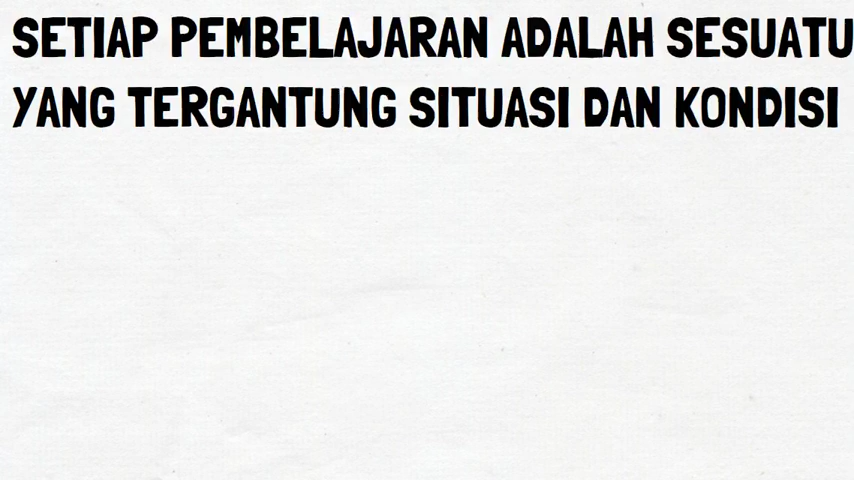 SETIAP PEMBELAJARAN ADALAH SESUATU
YANG TERGANTUNG SITUASI DAN KONDISI